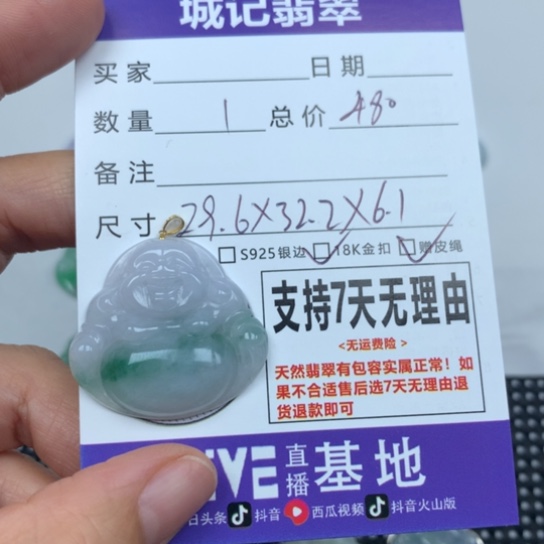 城记翡翠
买家 日期
数量 1 总价 480
备注
尺寸 29.6X32.2X6.1
S925银边 18K金扣 赠皮绳
支持7天无理由
<无运费险>
天然翡翠有包容实属正常！如
果不合适售后选7天无理由退
货退款即可
IVE 直播 基地
日头条 抖音 西瓜视频 抖音火山版